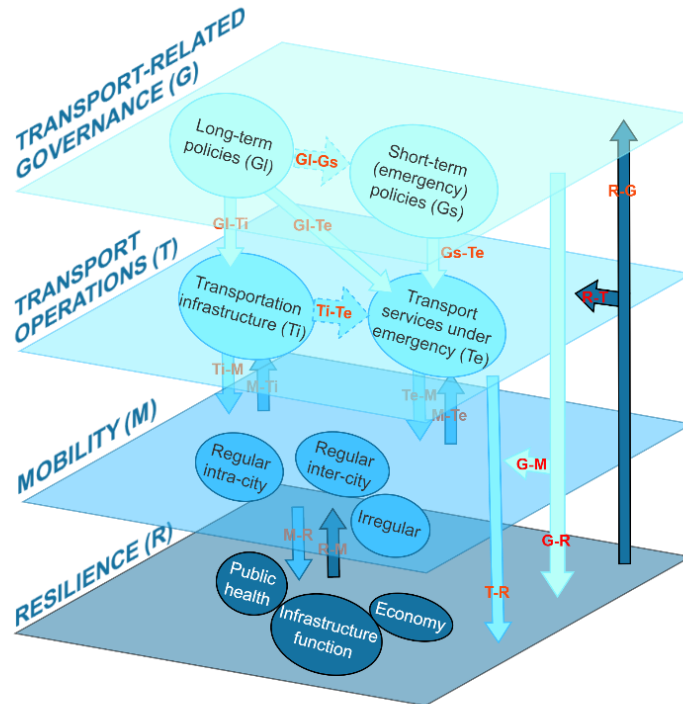 TRANSPORT-RELATED
GOVERNANCE (G)
Long-term
policies (Gl)
Gl-Gs
Short-term
(emergency)
policies (Gs)
R-G
Gl-Ti
Gl-Te
Gs-Te
TRANSPORT
OPERATIONS (T)
Transportation
infrastructure (Ti)
Ti-Te
Transport
services under
emergency (Te)
R-T
Ti-M
M-Ti
Te-M
M-Te
MOBILITY (M)
Regular
intra-city
Regular
inter-city
Irregular
G-M
M-R
R-M
G-R
RESILIENCE (R)
Public
health
Infrastructure
function
Economy
T-R